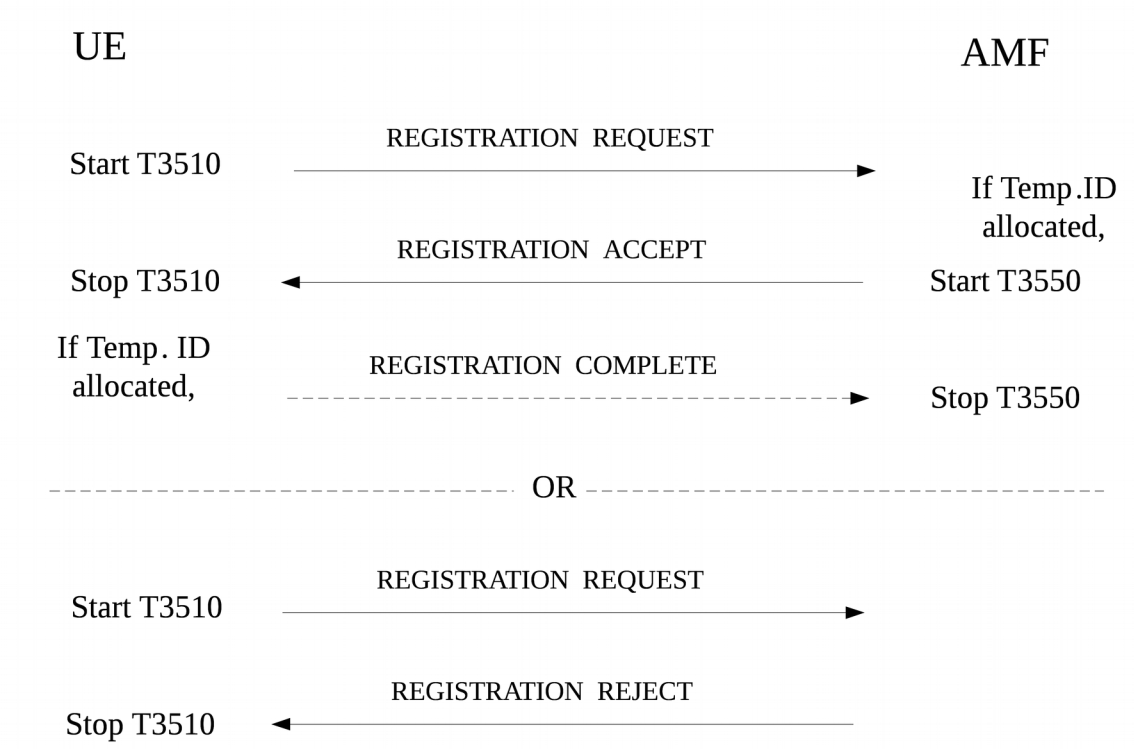 UE
AMF
REGISTRATION REQUEST
Start T3510
If Temp.ID
allocated,
REGISTRATION ACCEPT
Stop T3510
Start T3550
If Temp. ID
allocated,
REGISTRATION COMPLETE
Stop T3550
OR
REGISTRATION REQUEST
Start T3510
REGISTRATION REJECT
Stop T3510